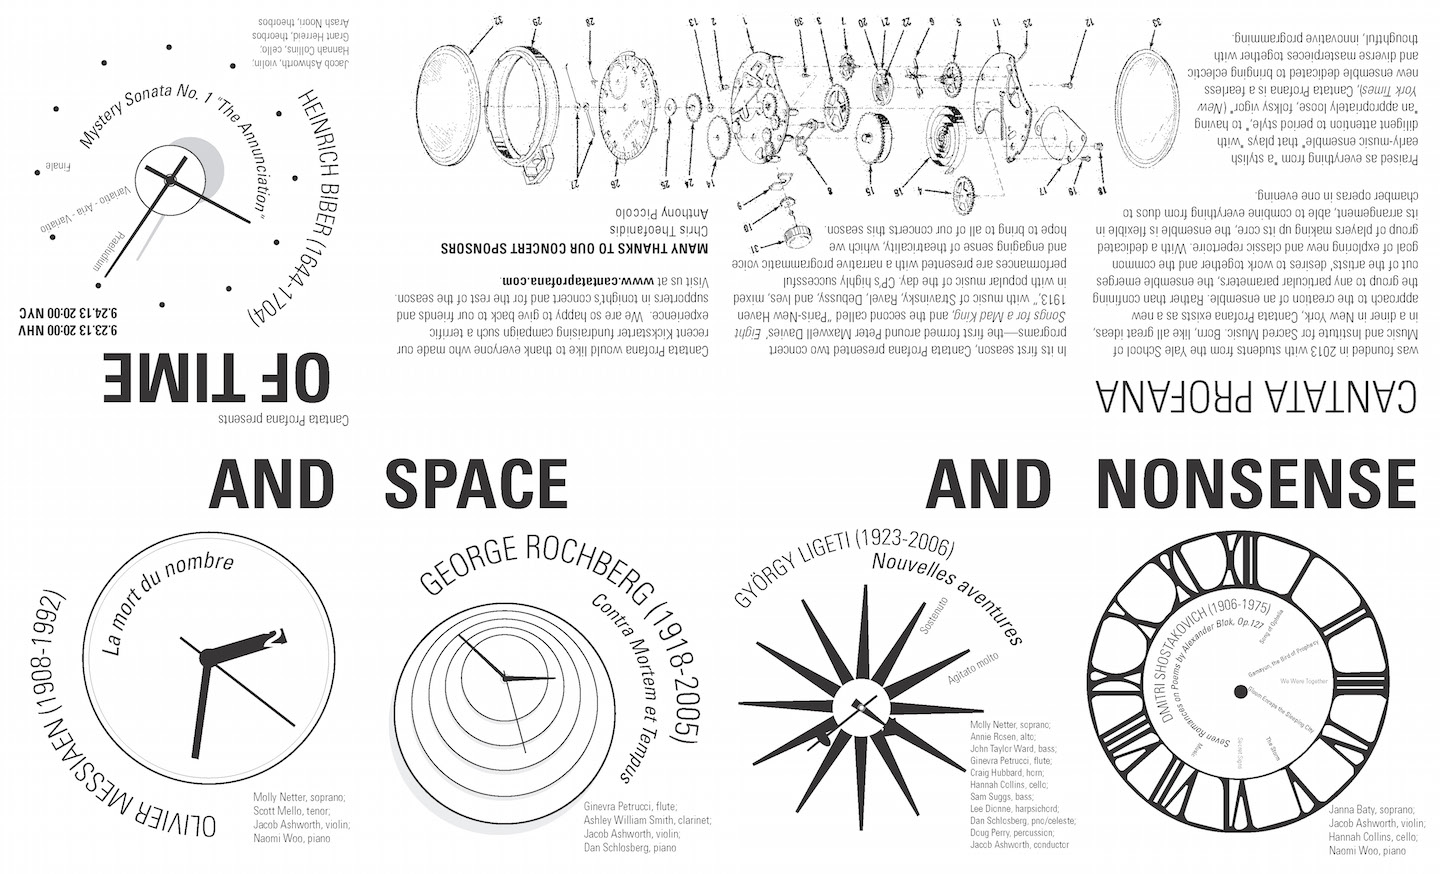 Cantata Profana presents
OF TIME
9.23.13 20:00 NHV
9.24.13 20:00 NYC
HEINRICH BIBER (1644-1704)
Mystery Sonata No. 1 "The Annunciation"
Praeludium
Variatio - Aria - Variatio
Finale
Jacob Ashworth, violin;
Hannah Collins, cello;
Grant Herreid, theorbos
Arash Noori, theorbos
CANTATA PROFANA
was founded in 2013 with students from the Yale School of
Music and Institute for Sacred Music. Born, like all great ideas,
in a diner in New York, Cantata Profana exists as a new
approach to the creation of an ensemble. Rather than confining
the group to any particular parameters, the ensemble emerges
out of the artists' desires to work together and the common
goal of exploring new and classic repertoire. With a dedicated
group of players making up its core, the ensemble is flexible in
its arrangement, able to combine everything from duos to
chamber operas in one evening.
Praised as everything from "a stylish
early-music ensemble" that plays "with
diligent attention to period style," to having
"an appropriately loose, folksy vigor" (New
York Times), Cantata Profana is a fearless
new ensemble dedicated to bringing eclectic
and diverse masterpieces together with
thoughtful, innovative programming.
In its first season, Cantata Profana presented two concert
programs—the first formed around Peter Maxwell Davies' Eight
Songs for a Mad King, and the second called "Paris-New Haven
1913," with music of Stravinsky, Ravel, Debussy, and Ives, mixed
in with popular music of the day. CP's highly successful
performances are presented with a narrative programmatic voice
and engaging sense of theatricality, which we
hope to bring to all of our concerts this season.
Cantata Profana would like to thank everyone who made our
recent Kickstarter fundraising campaign such a terrific
experience. We are so happy to give back to our friends and
supporters in tonight's concert and for the rest of the season.
Visit us at www.cantataprofana.com.
MANY THANKS TO OUR CONCERT SPONSORS
Chris Theofanidis
Anthony Piccolo
32
29
28
13
2
1
30
7
20
21
22
6
5
11
23
12
33
27
26
25
24
14
8
15
16
4
17
19
18
9
10
31
AND SPACE
AND NONSENSE
OLIVIER MESSIAEN (1908-1992)
La mort du nombre
Molly Netter, soprano;
Scott Mello, tenor;
Jacob Ashworth, violin;
Naomi Woo, piano
GEORGE ROCHBERG (1918-2005)
Contra Mortem et Tempus
Ginevra Petrucci, flute;
Ashley William Smith, clarinet;
Jacob Ashworth, violin;
Dan Schlosberg, piano
GYÖRGY LIGETI (1923-2006)
Nouvelles aventures
Sostenuto
Agitato molto
Molly Netter, soprano;
Annie Rosen, alto;
John Taylor Ward, bass;
Ginevra Petrucci, flute;
Craig Hubbard, horn;
Hannah Collins, cello;
Sam Suggs, bass;
Lee Dionne, harpsichord;
Dan Schlosberg, pno/celeste;
Doug Perry, percussion;
Jacob Ashworth, conductor
DMITRI SHOSTAKOVICH (1906-1975)
Seven Romances on Poems by Alexander Blok, Op.127
Song of Ophelia
Gamayun, the Bird of Prophecy
We Were Together
Gloom Enwraps the Sleeping City
The Storm
Secret Signs
Music
XII
I
II
III
IIII
V
VI
VII
VIII
IX
X
XI
Janna Baty, soprano;
Jacob Ashworth, violin;
Hannah Collins, cello;
Naomi Woo, piano